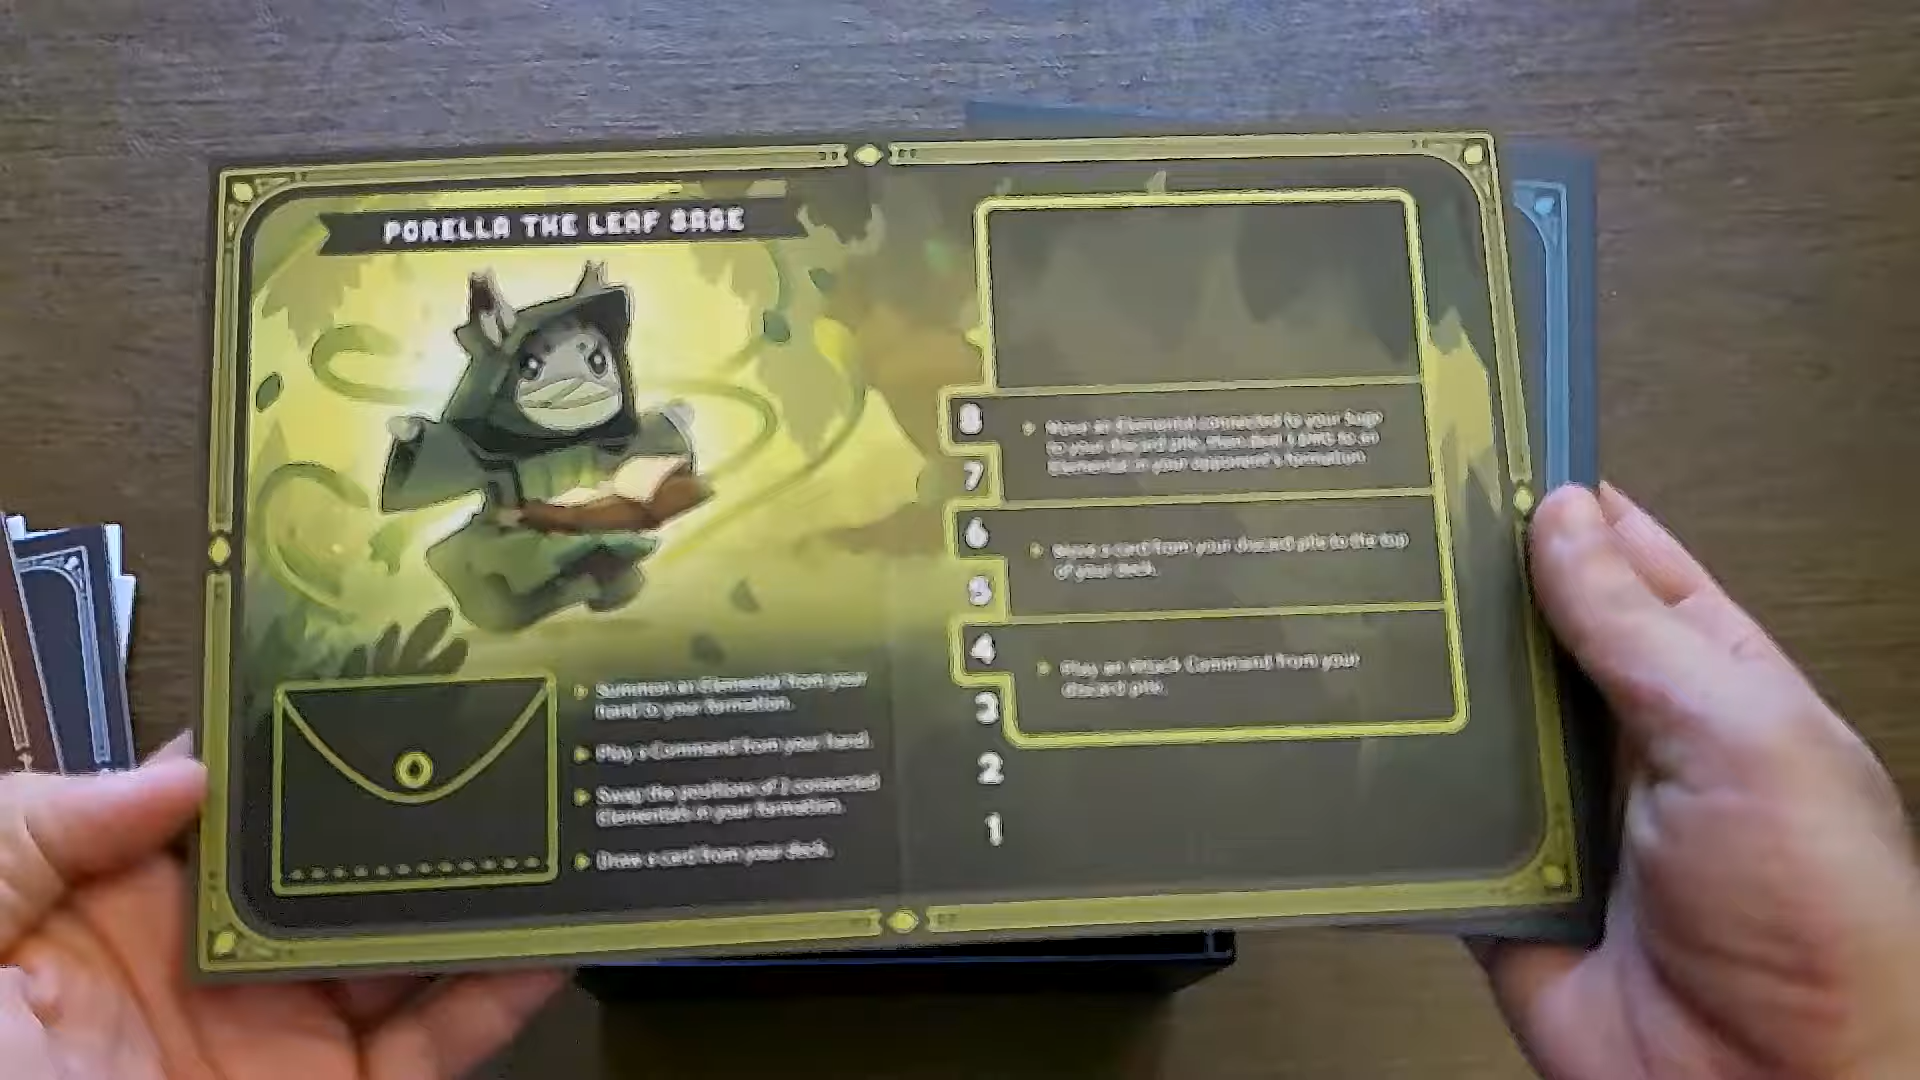 PORELLA THE LEAF SAGE
Summon an Elemental from your
hand to your formation.
Play a Command from your hand.
Swap the positions of 2 connected
Elementals in your formation.
Draw a card from your deck.
8
7
Move an Elemental connected to your Sage
to your discard pile, then deal 1 DMG to an
Elemental in your opponent's formation.
6
5
Move a card from your discard pile to the top
of your deck.
4
3
Play an Attack Command from your
discard pile.
2
1